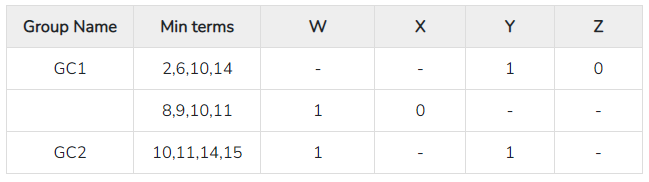 Group Name Min terms W X Y Z
GC1 2,6,10,14 - - 1 0
8,9,10,11 1 0 - -
GC2 10,11,14,15 1 - 1 -